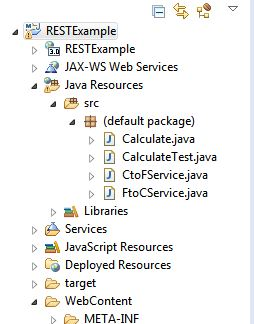 RESTExample
RESTExample
JAX-WS Web Services
Java Resources
src
(default package)
Calculate.java
CalculateTest.java
CtoFService.java
FtoCService.java
Libraries
Services
JavaScript Resources
Deployed Resources
target
WebContent
META-INF